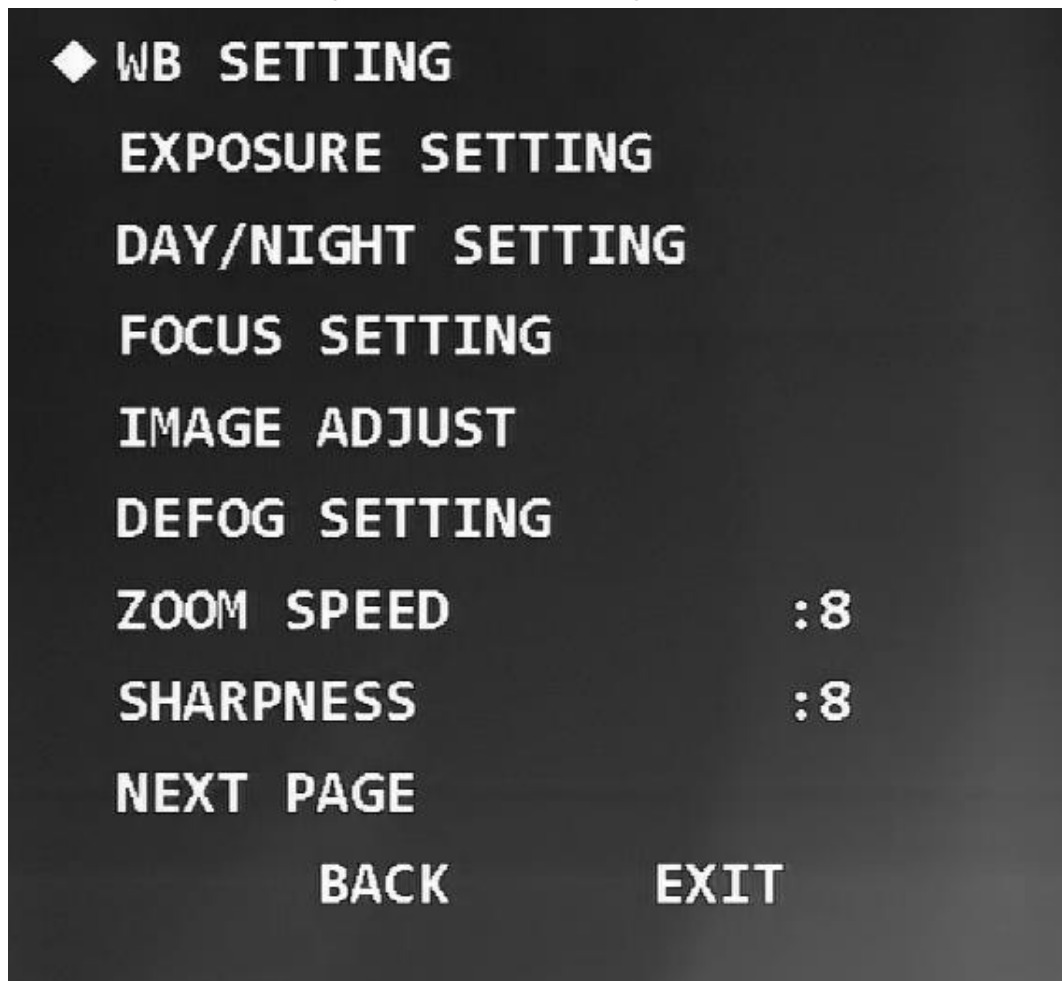 WB SETTING
EXPOSURE SETTING
DAY/NIGHT SETTING
FOCUS SETTING
IMAGE ADJUST
DEFOG SETTING
ZOOM SPEED :8
SHARPNESS :8
NEXT PAGE
BACK EXIT